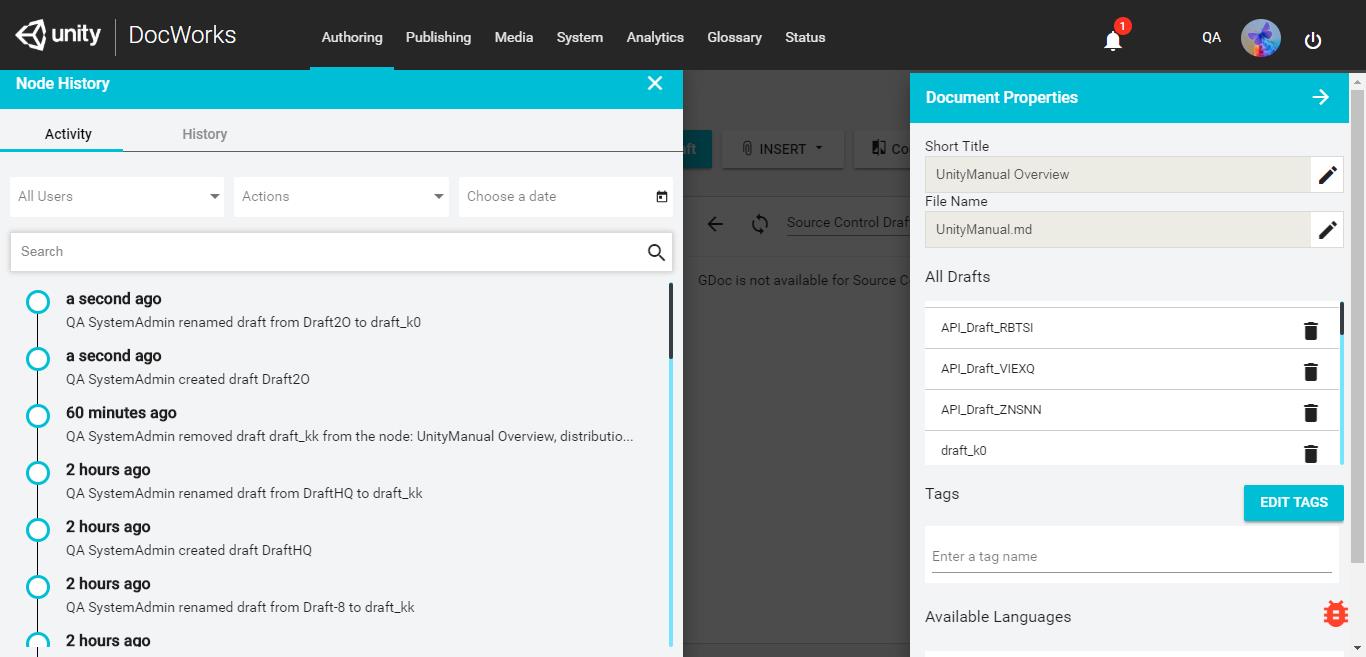 unity DocWorks Authoring Publishing Media System Analytics Glossary Status 1 QA
Node History
Activity History
All Users Actions Choose a date
Search
a second ago
QA SystemAdmin renamed draft from Draft2O to draft_k0
a second ago
QA SystemAdmin created draft Draft2O
60 minutes ago
QA SystemAdmin removed draft draft_kk from the node: UnityManual Overview, distributio...
2 hours ago
QA SystemAdmin renamed draft from DraftHQ to draft_kk
2 hours ago
QA SystemAdmin created draft DraftHQ
2 hours ago
QA SystemAdmin renamed draft from Draft-8 to draft_kk
2 hours ago
ft INSERT Co
Source Control Draf
GDoc is not available for Source C
Document Properties
Short Title
UnityManual Overview
File Name
UnityManual.md
All Drafts
API_Draft_RBTSI
API_Draft_VIEXQ
API_Draft_ZNSNN
draft_k0
Tags
EDIT TAGS
Enter a tag name
Available Languages